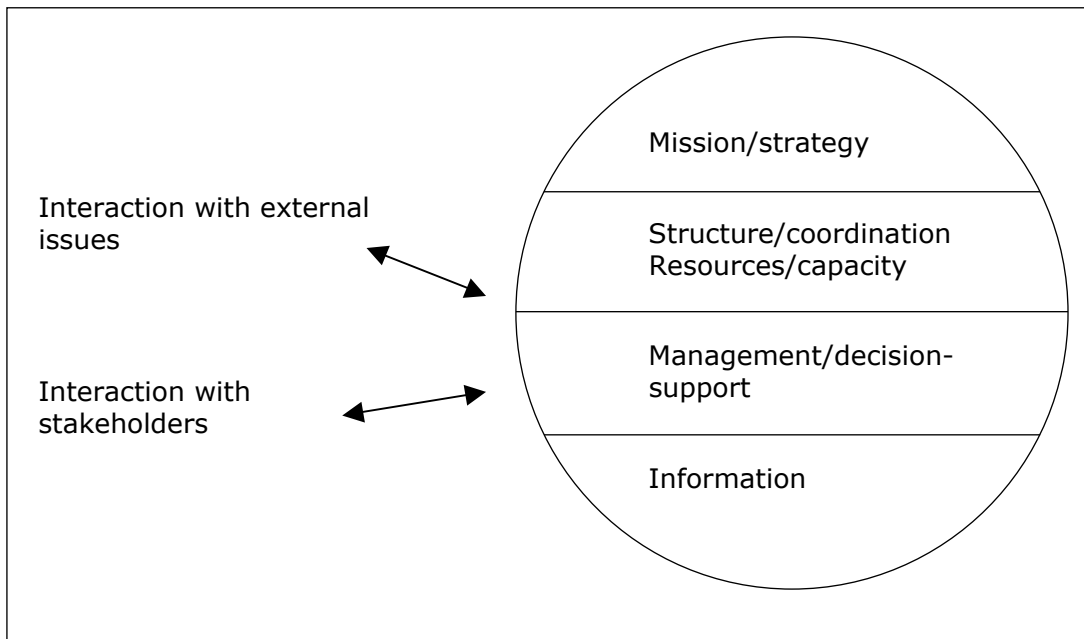 Mission/strategy
Interaction with external
issues
Structure/coordination
Resources/capacity
Management/decision-
support
Interaction with
stakeholders
Information